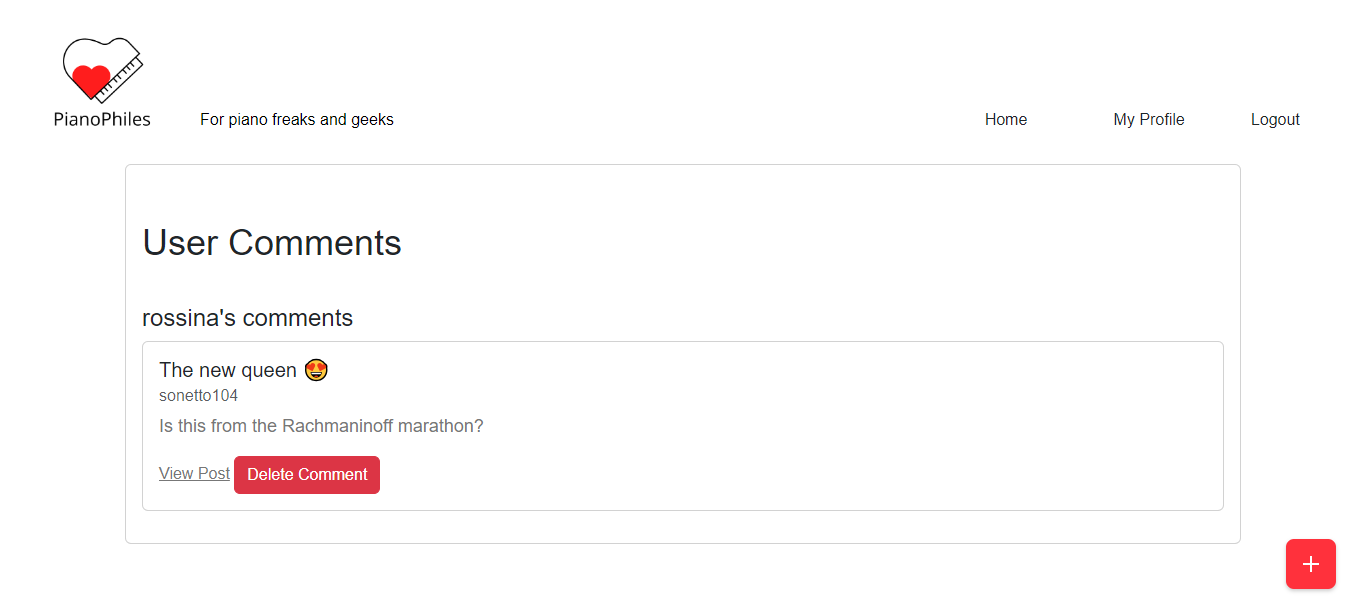 PianoPhiles
For piano freaks and geeks
Home
My Profile
Logout
User Comments
rossina's comments
The new queen 😍
sonetto104
Is this from the Rachmaninoff marathon?
View Post
Delete Comment
+